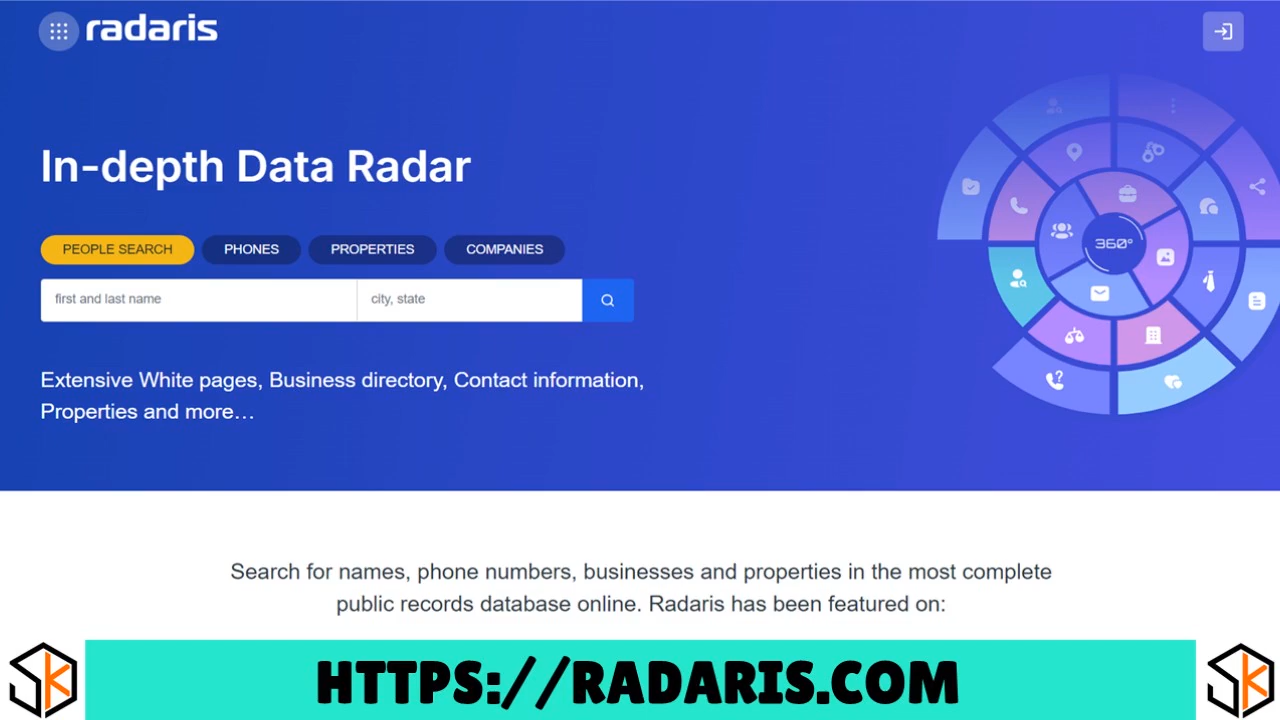 radaris
In-depth Data Radar
PEOPLE SEARCH PHONES PROPERTIES COMPANIES
first and last name city, state
360°
Extensive White pages, Business directory, Contact information,
Properties and more…
Search for names, phone numbers, businesses and properties in the most complete
public records database online. Radaris has been featured on:
SK HTTPS://RADARIS.COM SK